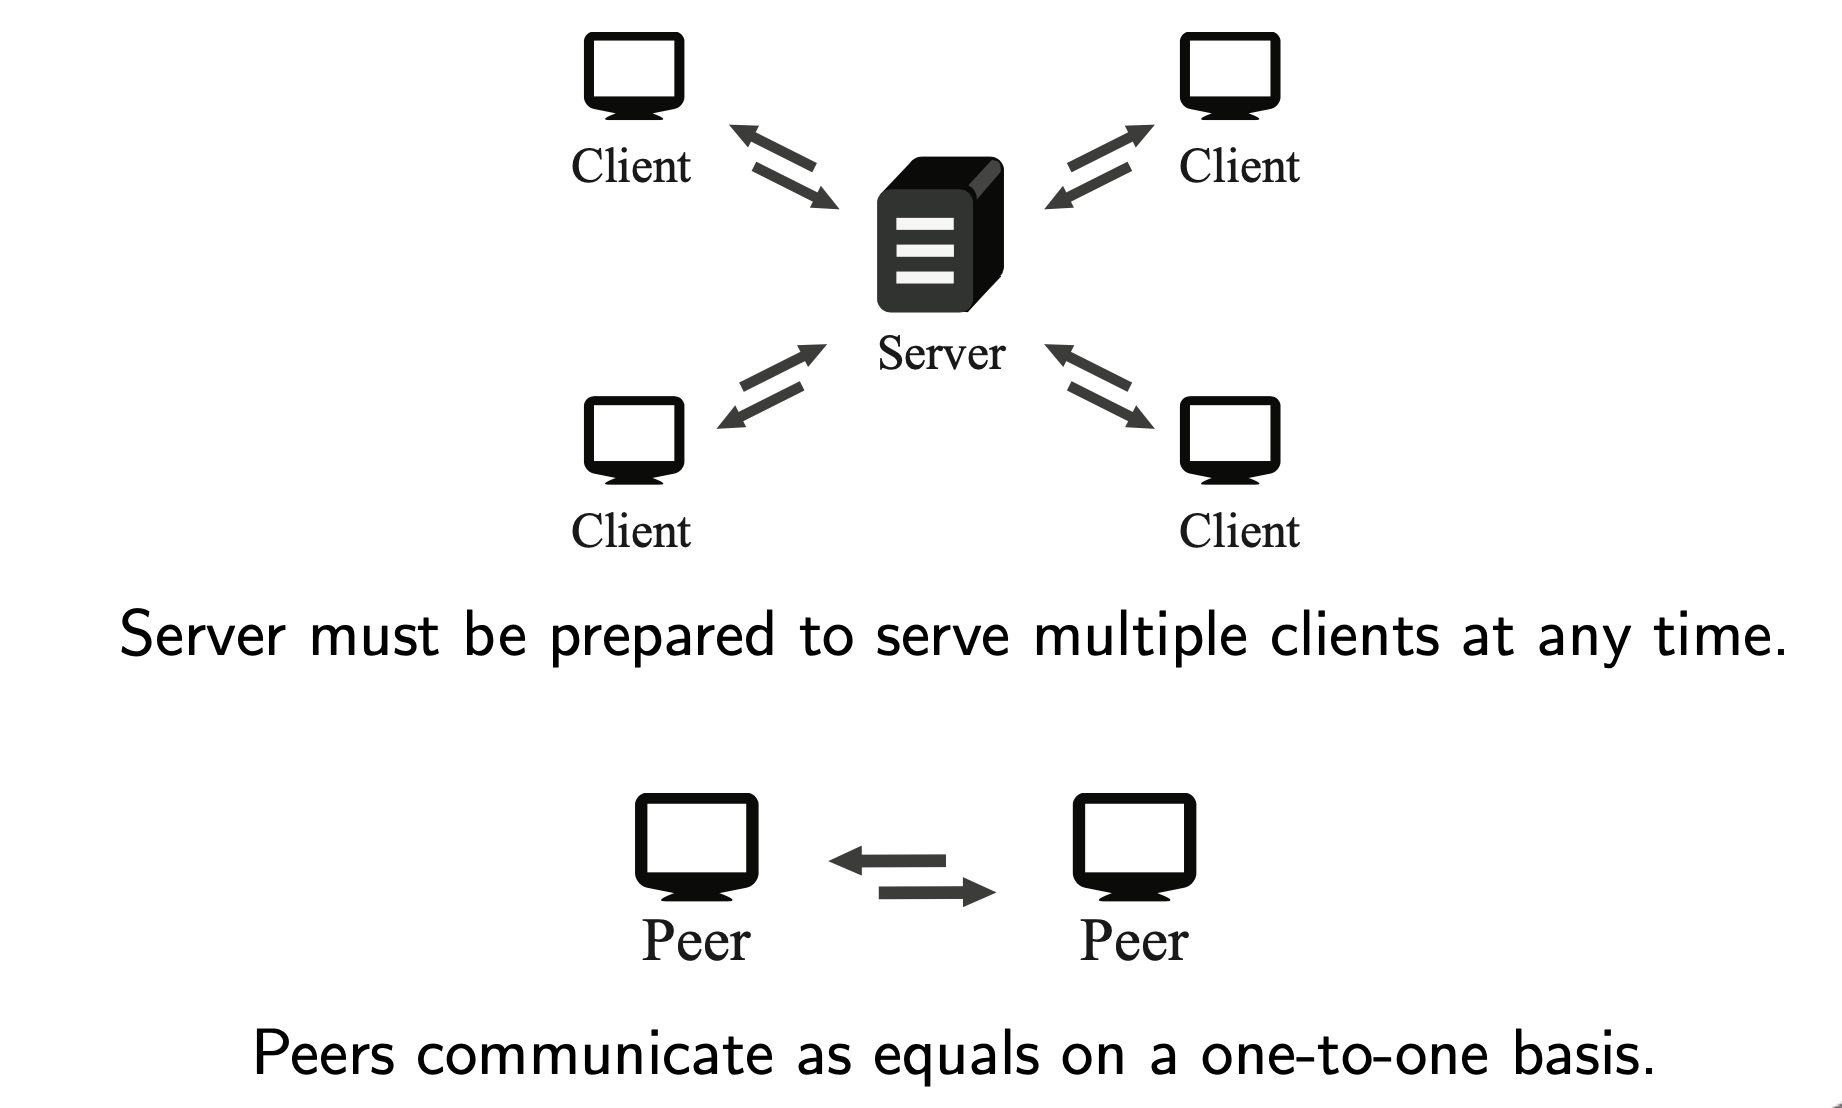 Client
Client
Server
Client
Client
Server must be prepared to serve multiple clients at any time.
Peer
Peer
Peers communicate as equals on a one-to-one basis.